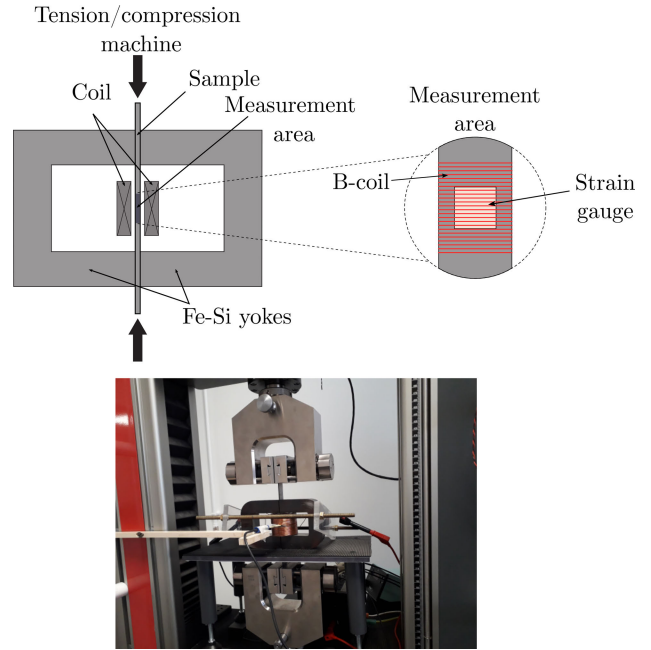 Tension/compression
machine
Coil
Sample
Measurement
area
Fe-Si yokes
Measurement
area
B-coil
Strain
gauge